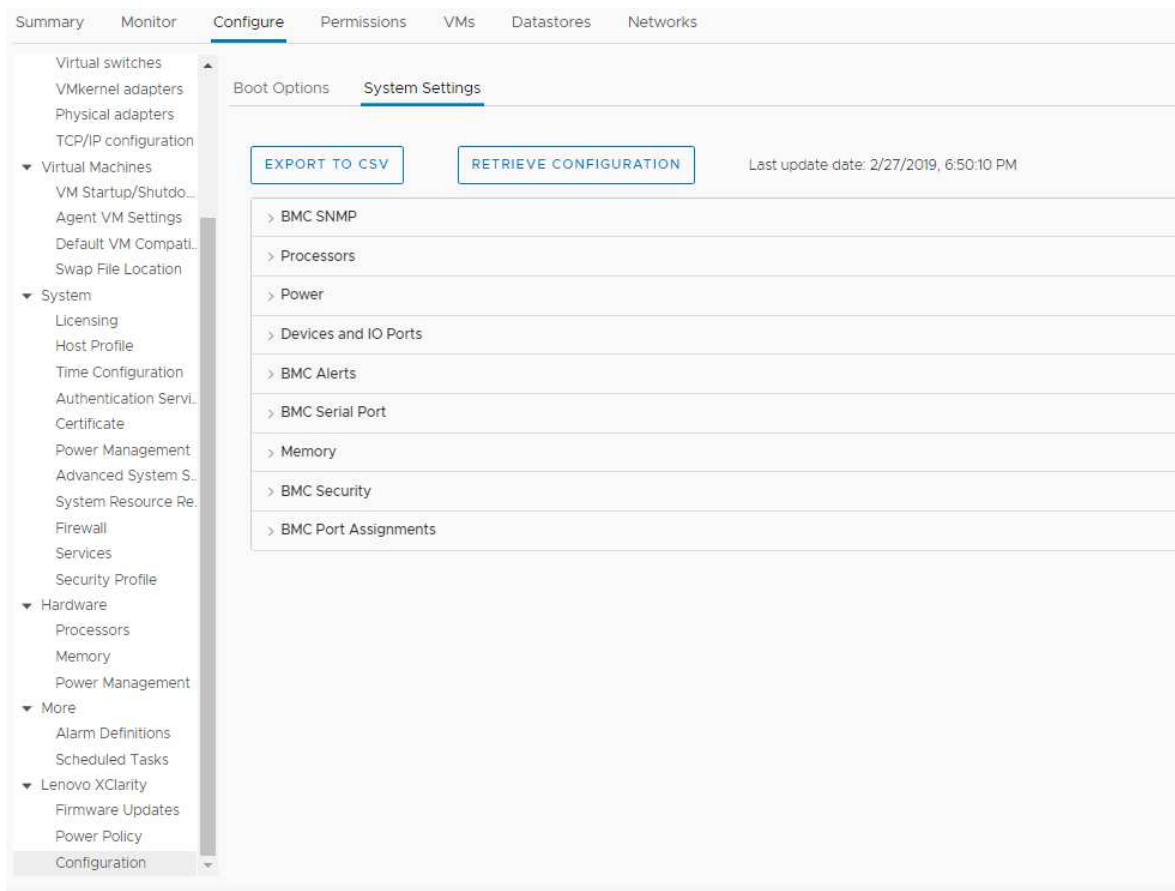 Summary Monitor Configure Permissions VMs Datastores Networks
Virtual switches
VMkernel adapters
Physical adapters
TCP/IP configuration
Virtual Machines
VM Startup/Shutdo...
Agent VM Settings
Default VM Compati..
Swap File Location
System
Licensing
Host Profile
Time Configuration
Authentication Servi..
Certificate
Power Management
Advanced System S..
System Resource Re.
Firewall
Services
Security Profile
Hardware
Processors
Memory
Power Management
More
Alarm Definitions
Scheduled Tasks
Lenovo XClarity
Firmware Updates
Power Policy
Configuration
Boot Options System Settings
EXPORT TO CSV RETRIEVE CONFIGURATION Last update date: 2/27/2019, 6:50:10 PM
BMC SNMP
Processors
Power
Devices and IO Ports
BMC Alerts
BMC Serial Port
Memory
BMC Security
BMC Port Assignments